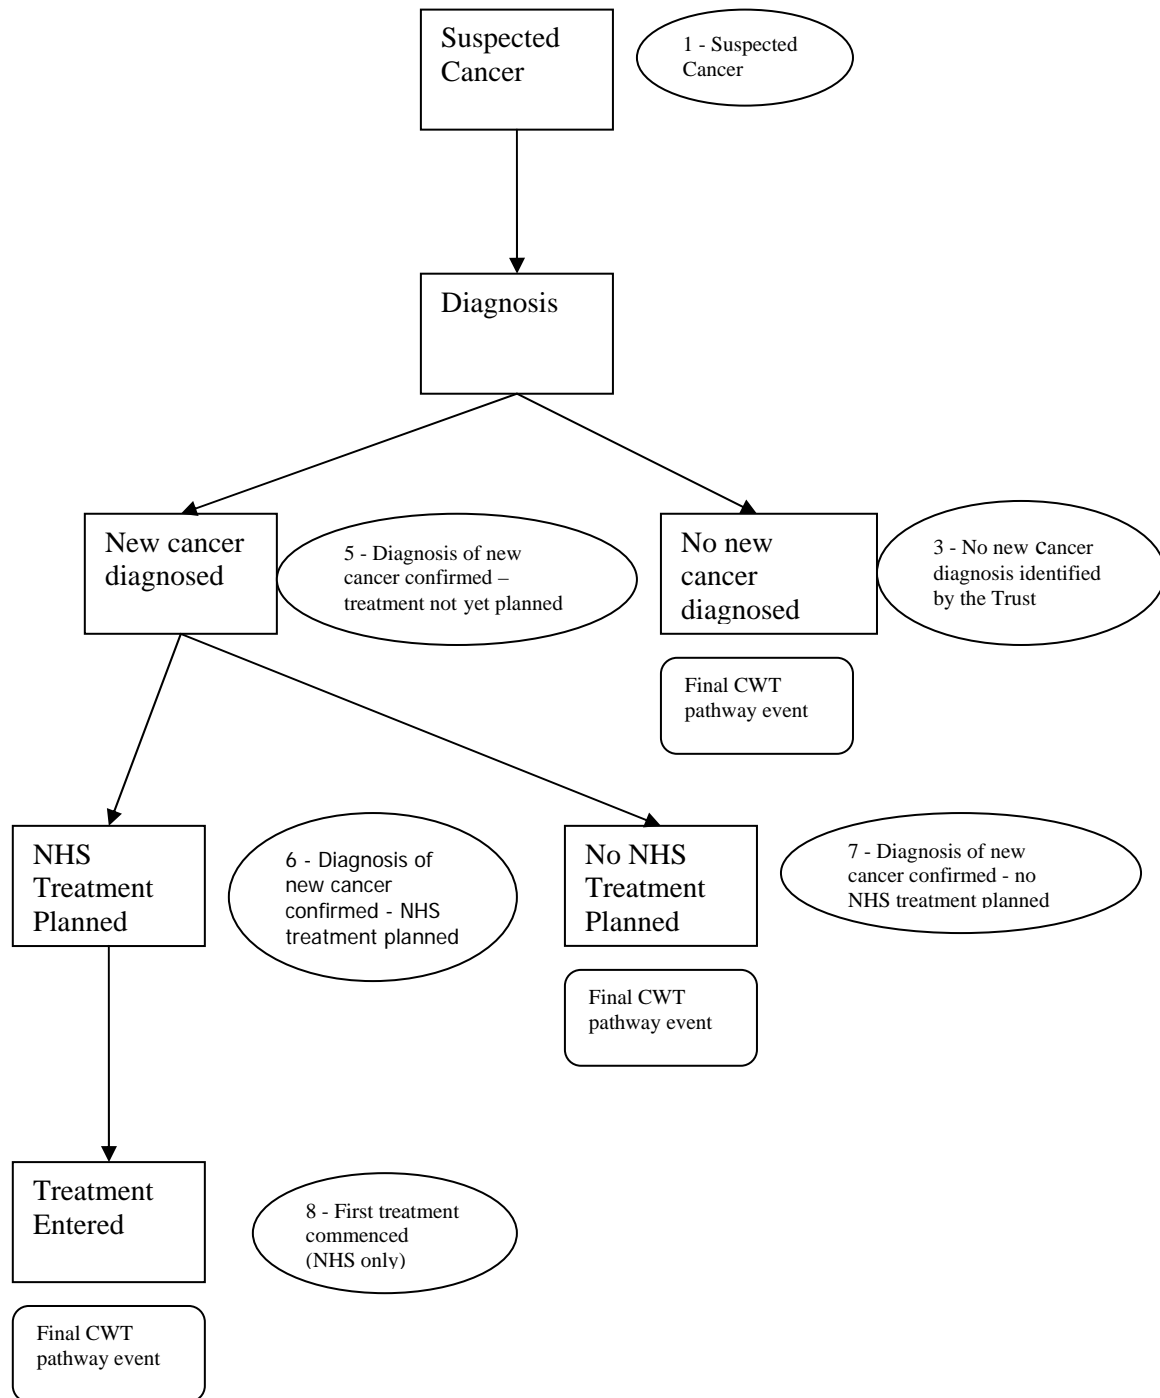 Suspected
Cancer
1 - Suspected
Cancer
Diagnosis
New cancer
diagnosed
5 - Diagnosis of new
cancer confirmed –
treatment not yet planned
No new
cancer
diagnosed
3 - No new cancer
diagnosis identified
by the Trust
Final CWT
pathway event
NHS
Treatment
Planned
6 - Diagnosis of
new cancer
confirmed - NHS
treatment planned
No NHS
Treatment
Planned
7 - Diagnosis of new
cancer confirmed - no
NHS treatment planned
Final CWT
pathway event
Treatment
Entered
8 - First treatment
commenced
(NHS only)
Final CWT
pathway event